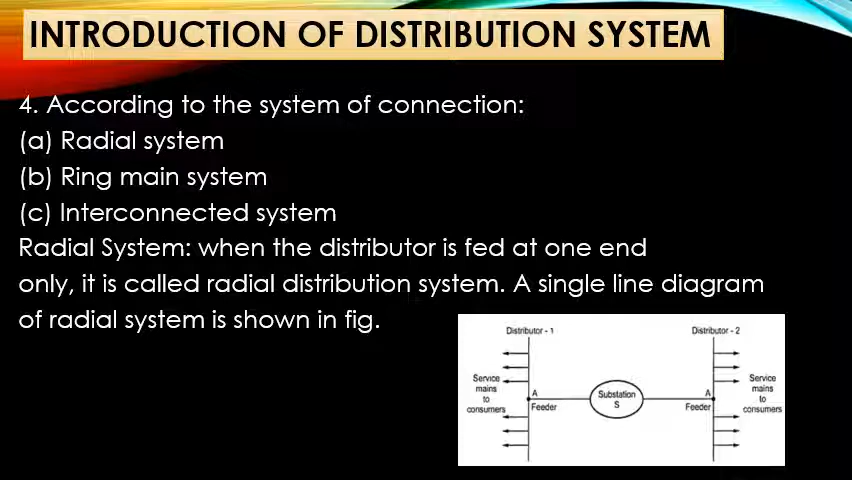 INTRODUCTION OF DISTRIBUTION SYSTEM
4. According to the system of connection:
(a) Radial system
(b) Ring main system
(c) Interconnected system
Radial System: when the distributor is fed at one end
only, it is called radial distribution system. A single line diagram
of radial system is shown in fig.
Distributor - 1
Distributor - 2
Service
mains
to
consumers
A
Feeder
Substation
S
A
Feeder
Service
mains
to
consumers